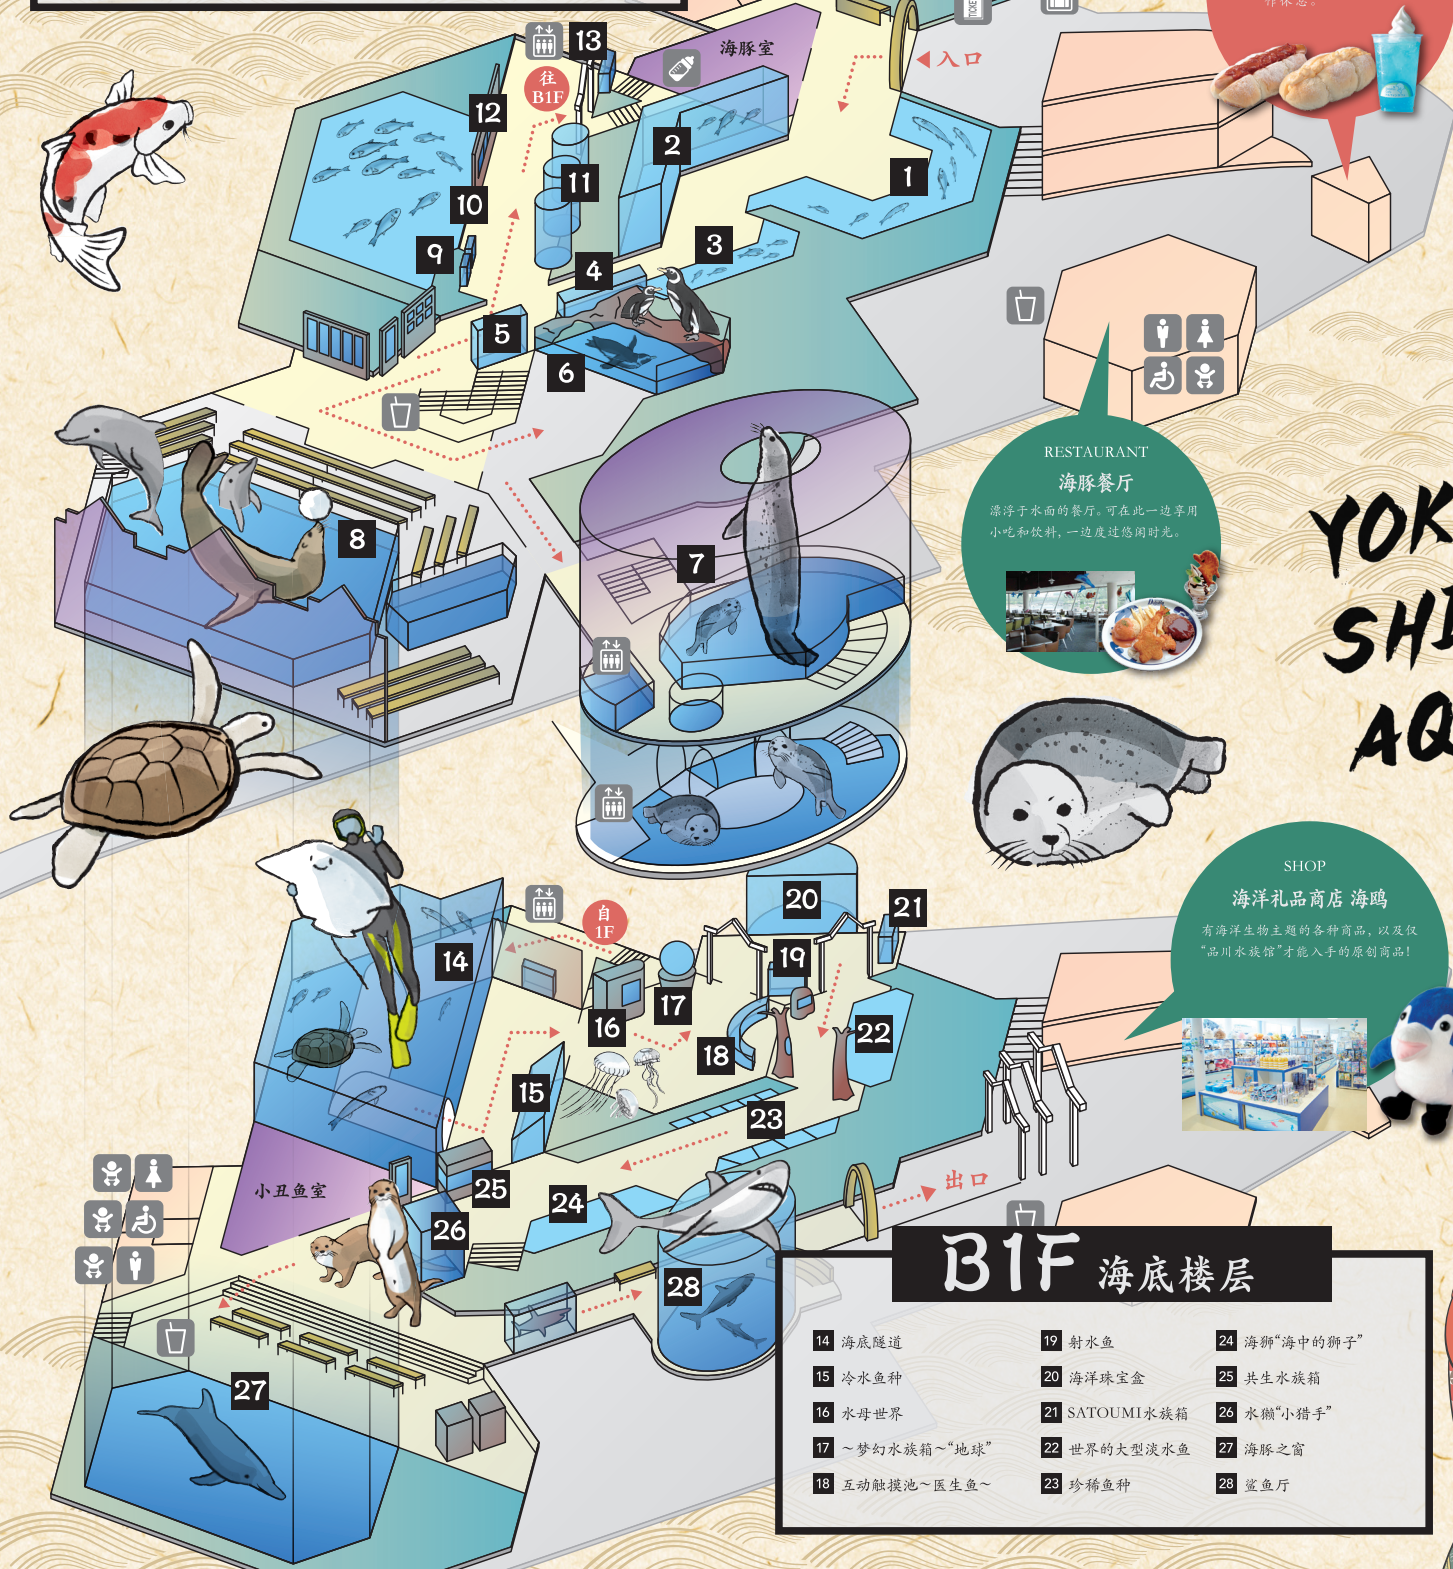 作休息。
TICKET
海豚室
入口
往
B1F
13
12
2
1
11
10
9
3
4
5
6
RESTAURANT
海豚餐厅
漂浮于水面的餐厅。可在此一边享用
小吃和饮料，一边度过悠闲时光。
YOK
SHI
AQ
8
7
SHOP
海洋礼品商店 海鸥
有海洋生物主题的各种商品，以及仅
“品川水族馆”才能入手的原创商品！
自
1F
20
21
14
19
17
16
18
22
15
23
小丑鱼室
25
24
26
出口
28
27
B1F 海底楼层
14 海底隧道
15 冷水鱼种
16 水母世界
17 ～梦幻水族箱～“地球”
18 互动触摸池～医生鱼～
19 射水鱼
20 海洋珠宝盒
21 SATOUMI水族箱
22 世界的大型淡水鱼
23 珍稀鱼种
24 海狮“海中的狮子”
25 共生水族箱
26 水獭“小猎手”
27 海豚之窗
28 鲨鱼厅